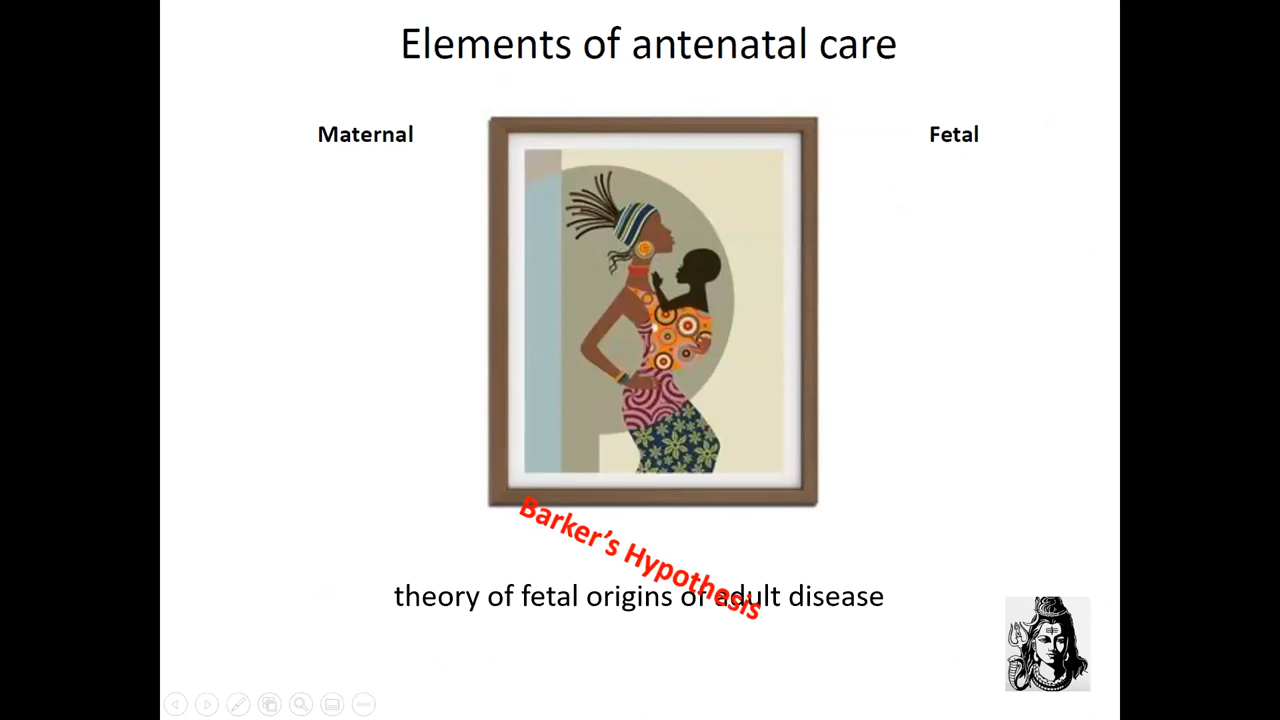 Elements of antenatal care
Maternal
Fetal
Barker’s Hypothesis
theory of fetal origins of adult disease